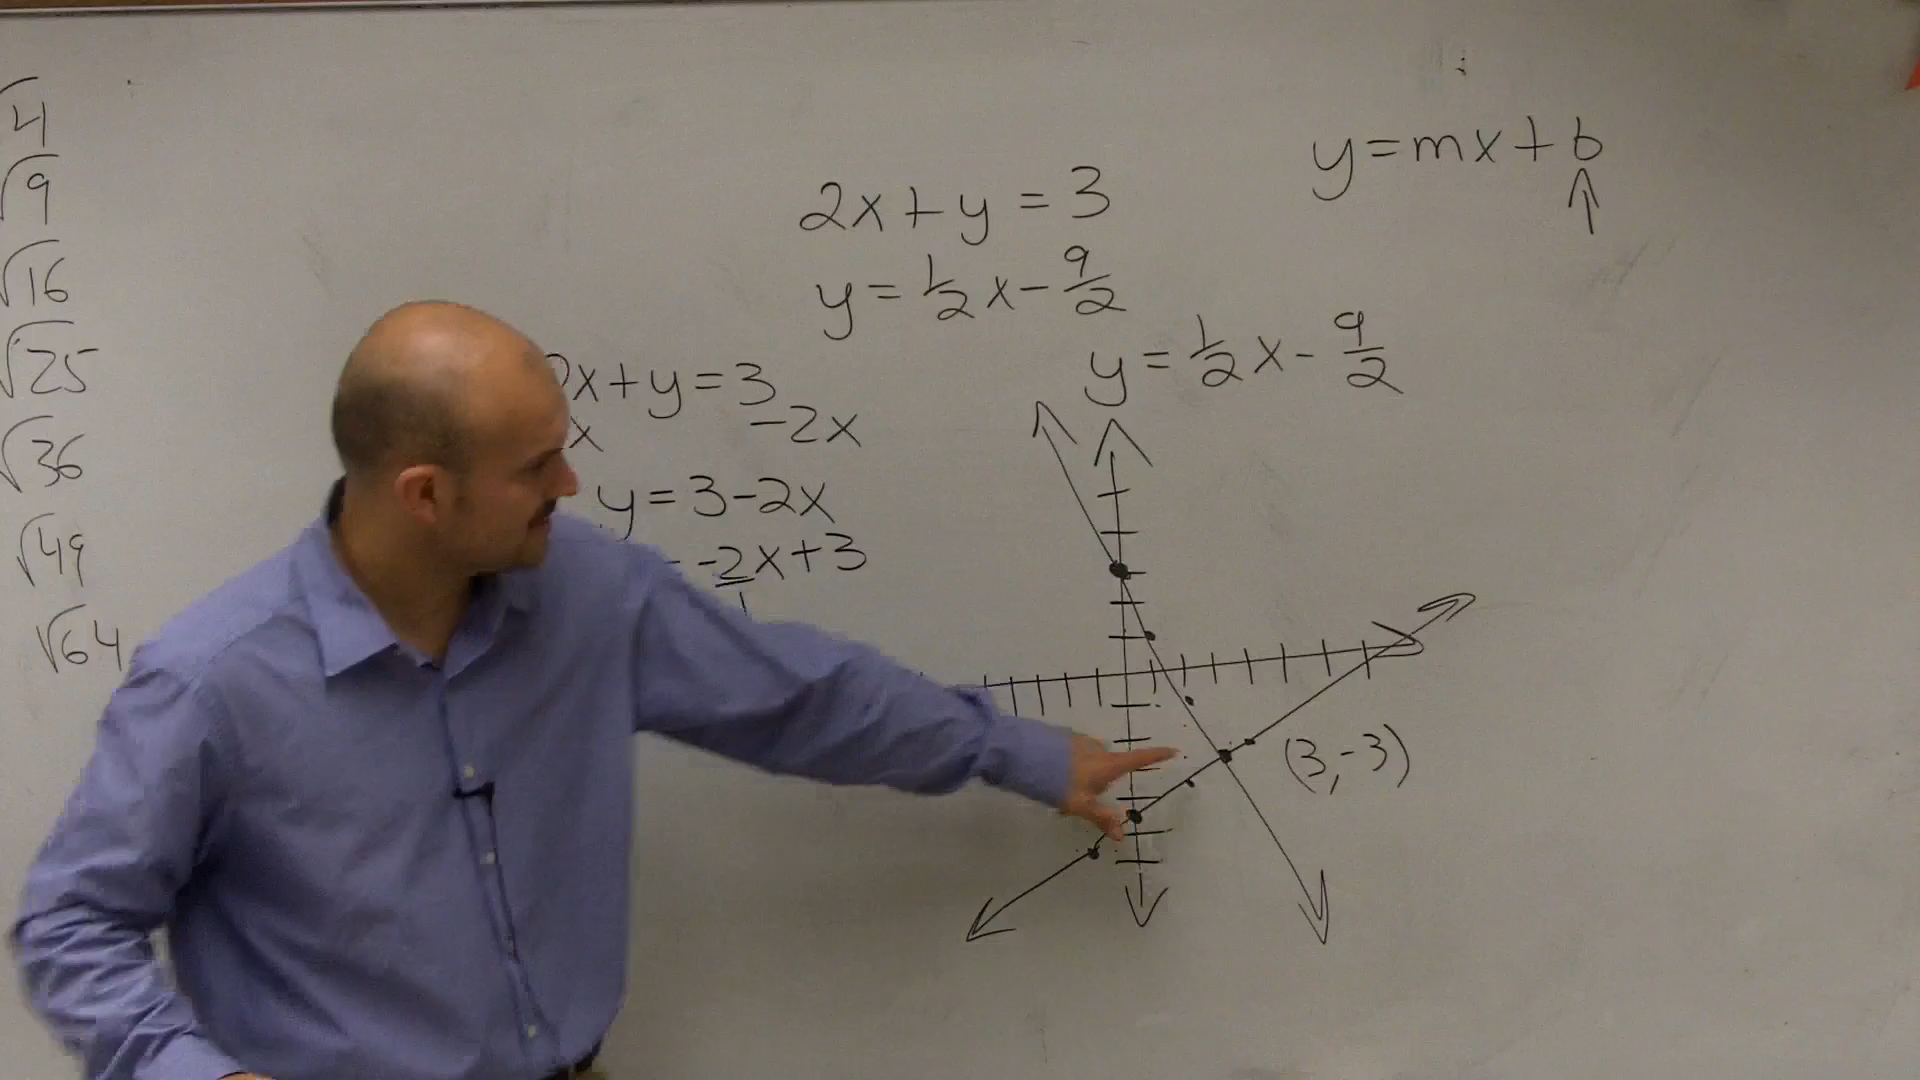 √4
√9
√16
√25
√36
√49
√64
y=mx+b
2x+y=3
y=1/2x-9/2
y=1/2x-9/2
x+y=3
x -2x
y=3-2x
-2x+3
1
(3,-3)